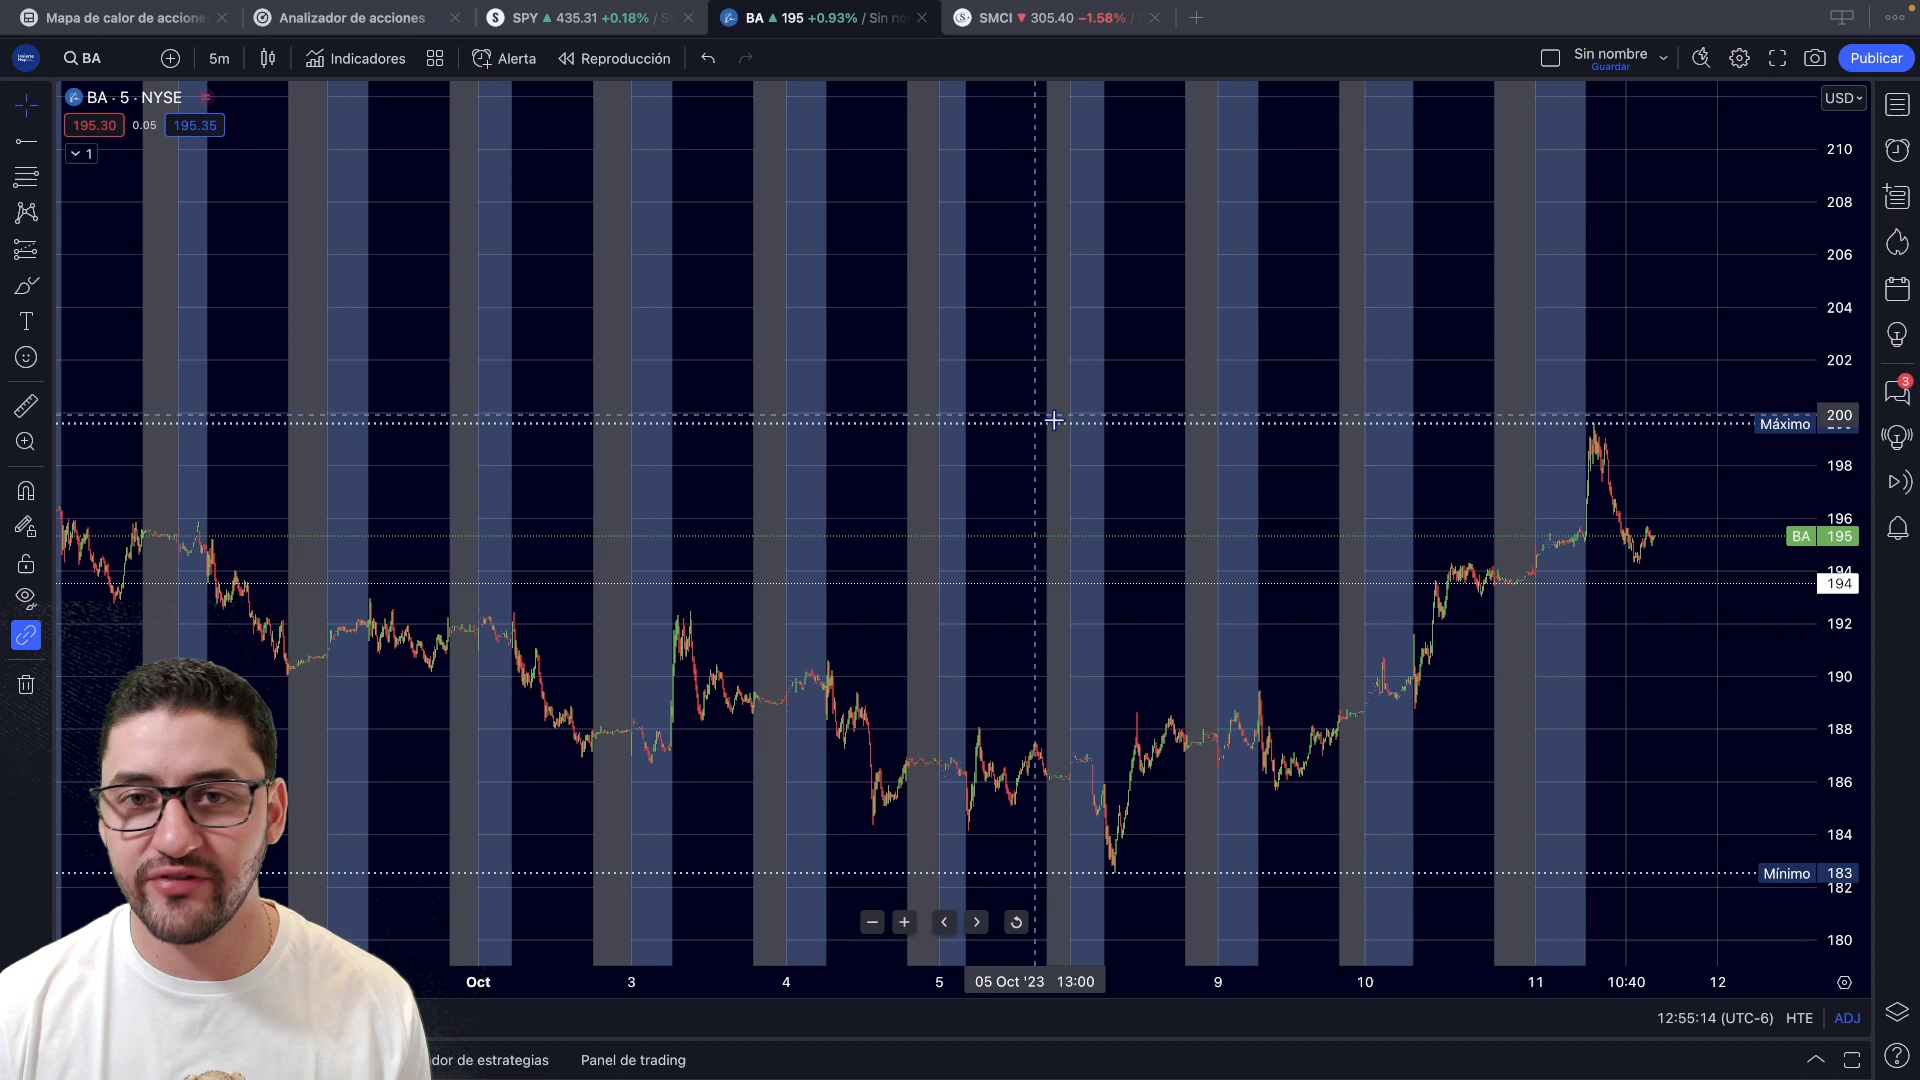 Mapa de calor de accione
Analizador de acciones
SPY 435.31 +0.18% / Si
BA 195 +0.93% / Sin no
SMCI 305.40 −1.58% /
BA
5m
Indicadores
Alerta
Reproducción
Sin nombre
Guardar
Publicar
BA · 5 · NYSE
195.30 0.05 195.35
1
USD
210
208
206
204
202
200
Máximo
198
196
BA 195
194
194
192
190
188
186
184
Mínimo 183
182
180
3
Oct 3 4 5 05 Oct '23 13:00 9 10 11 10:40 12
12:55:14 (UTC-6) HTE ADJ
dor de estrategias Panel de trading